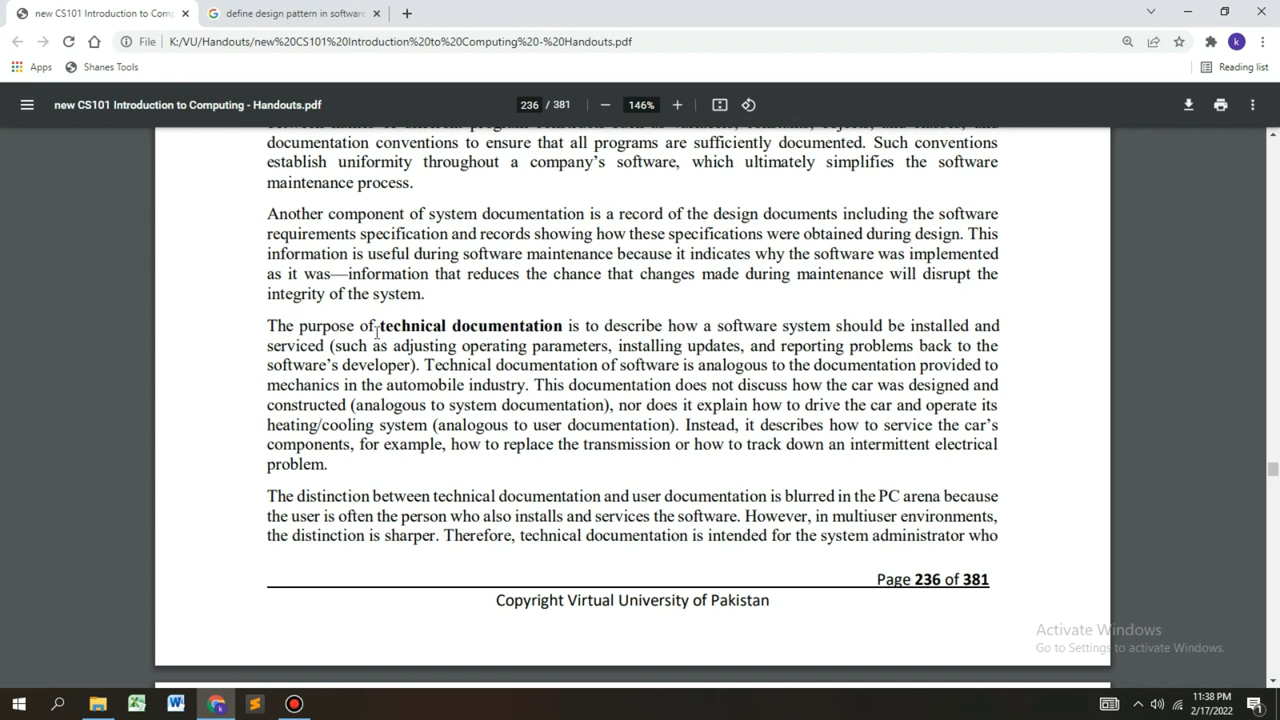 new CS101 Introduction to Comp
define design pattern in software
File
K:/VU/Handouts/new%20CS101%20Introduction%20to%20Computing%20-%20Handouts.pdf
k
Apps
Shanes Tools
Reading list
new CS101 Introduction to Computing - Handouts.pdf
236 / 381
146%
documentation conventions to ensure that all programs are sufficiently documented. Such conventions
establish uniformity throughout a company’s software, which ultimately simplifies the software
maintenance process.
Another component of system documentation is a record of the design documents including the software
requirements specification and records showing how these specifications were obtained during design. This
information is useful during software maintenance because it indicates why the software was implemented
as it was—information that reduces the chance that changes made during maintenance will disrupt the
integrity of the system.
The purpose of technical documentation is to describe how a software system should be installed and
serviced (such as adjusting operating parameters, installing updates, and reporting problems back to the
software’s developer). Technical documentation of software is analogous to the documentation provided to
mechanics in the automobile industry. This documentation does not discuss how the car was designed and
constructed (analogous to system documentation), nor does it explain how to drive the car and operate its
heating/cooling system (analogous to user documentation). Instead, it describes how to service the car’s
components, for example, how to replace the transmission or how to track down an intermittent electrical
problem.
The distinction between technical documentation and user documentation is blurred in the PC arena because
the user is often the person who also installs and services the software. However, in multiuser environments,
the distinction is sharper. Therefore, technical documentation is intended for the system administrator who
Page 236 of 381
Copyright Virtual University of Pakistan
Activate Windows
Go to Settings to activate Windows.
11:38 PM
2/17/2022